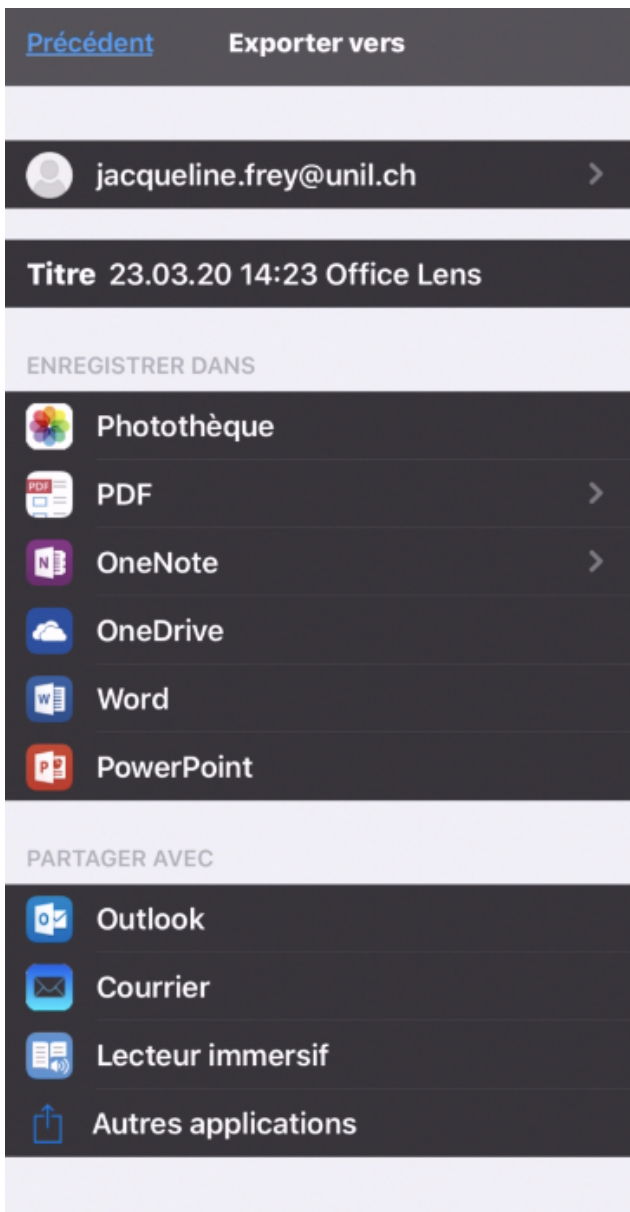 Précédent Exporter vers
jacqueline.frey@unil.ch
Titre 23.03.20 14:23 Office Lens
ENREGISTRER DANS
Photothèque
PDF
PDF
N
OneNote
OneDrive
W
Word
P
PowerPoint
PARTAGER AVEC
O
Outlook
Courrier
Lecteur immersif
Autres applications